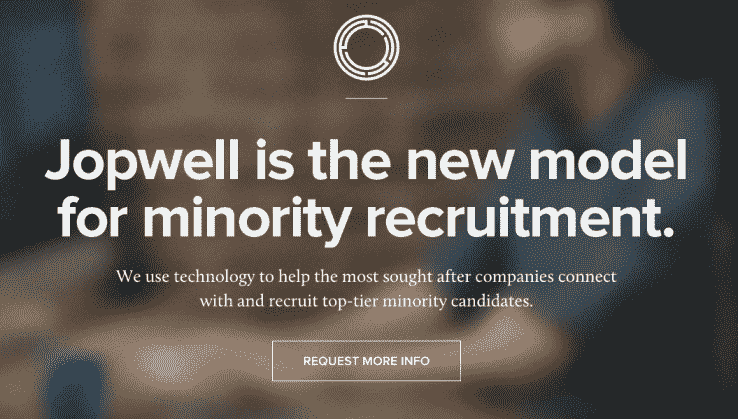 Jopwell is the new model
for minority recruitment.
We use technology to help the most sought after companies connect
with and recruit top-tier minority candidates.
REQUEST MORE INFO